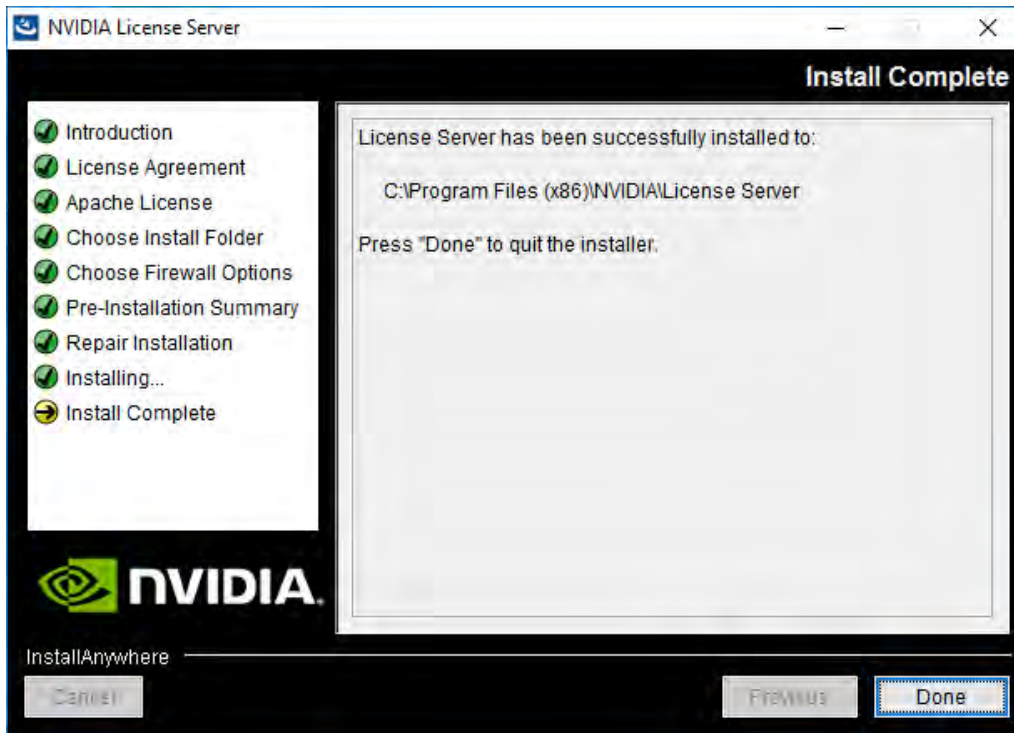 NVIDIA License Server
Install Complete
Introduction
License Agreement
Apache License
Choose Install Folder
Choose Firewall Options
Pre-Installation Summary
Repair Installation
Installing...
Install Complete
License Server has been successfully installed to:
C:\Program Files (x86)\NVIDIA\License Server
Press "Done" to quit the installer.
NVIDIA.
InstallAnywhere
Cancel
Previous
Done